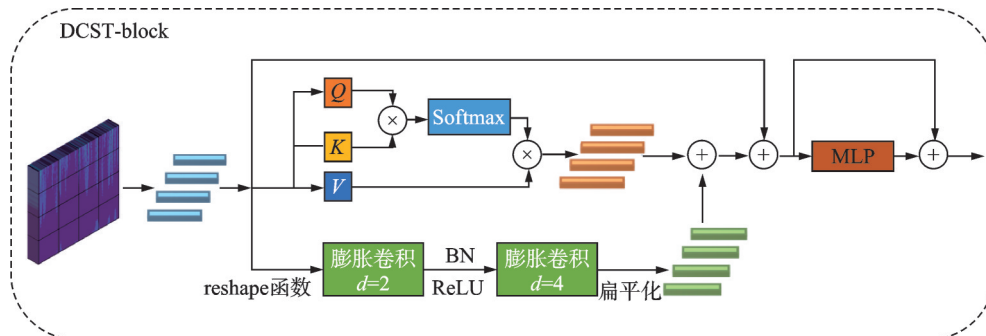 DCST-block
Q
×
Softmax
K
×
V
+
+
MLP
+
reshape函数
膨胀卷积
d=2
BN
ReLU
膨胀卷积
d=4
扁平化